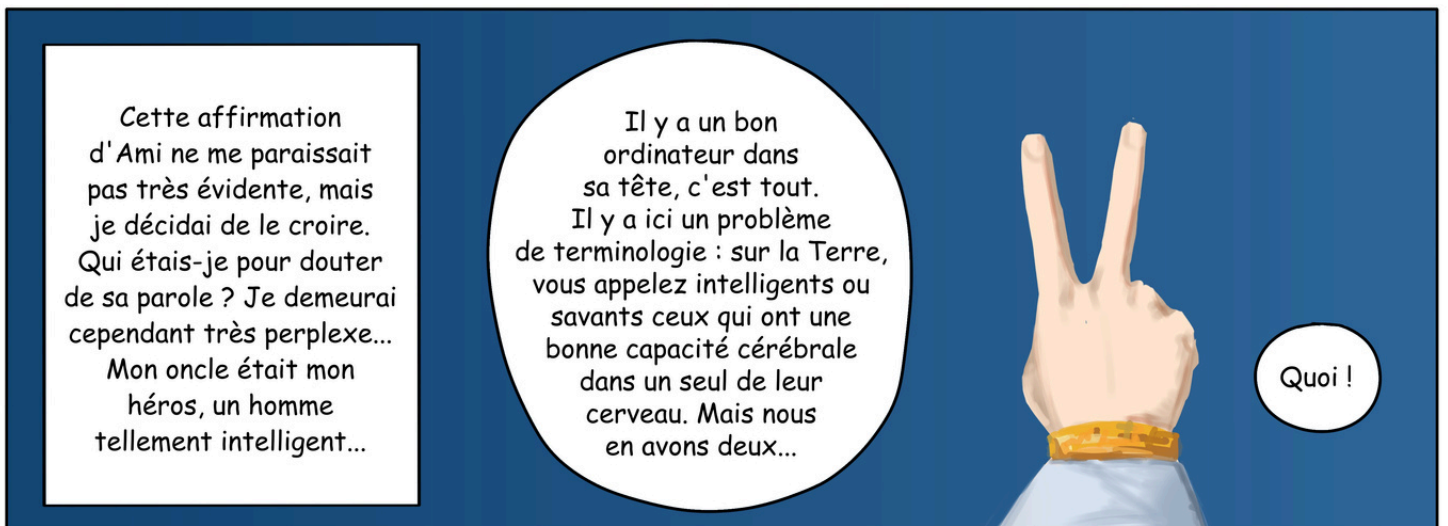 Cette affirmation
d'Ami ne me paraissait
pas très évidente, mais
je décidai de le croire.
Qui étais-je pour douter
de sa parole ? Je demeurai
cependant très perplexe...
Mon oncle était mon
héros, un homme
tellement intelligent...
Il y a un bon
ordinateur dans
sa tête, c'est tout.
Il y a ici un problème
de terminologie : sur la Terre,
vous appelez intelligents ou
savants ceux qui ont une
bonne capacité cérébrale
dans un seul de leur
cerveau. Mais nous
en avons deux...
Quoi !